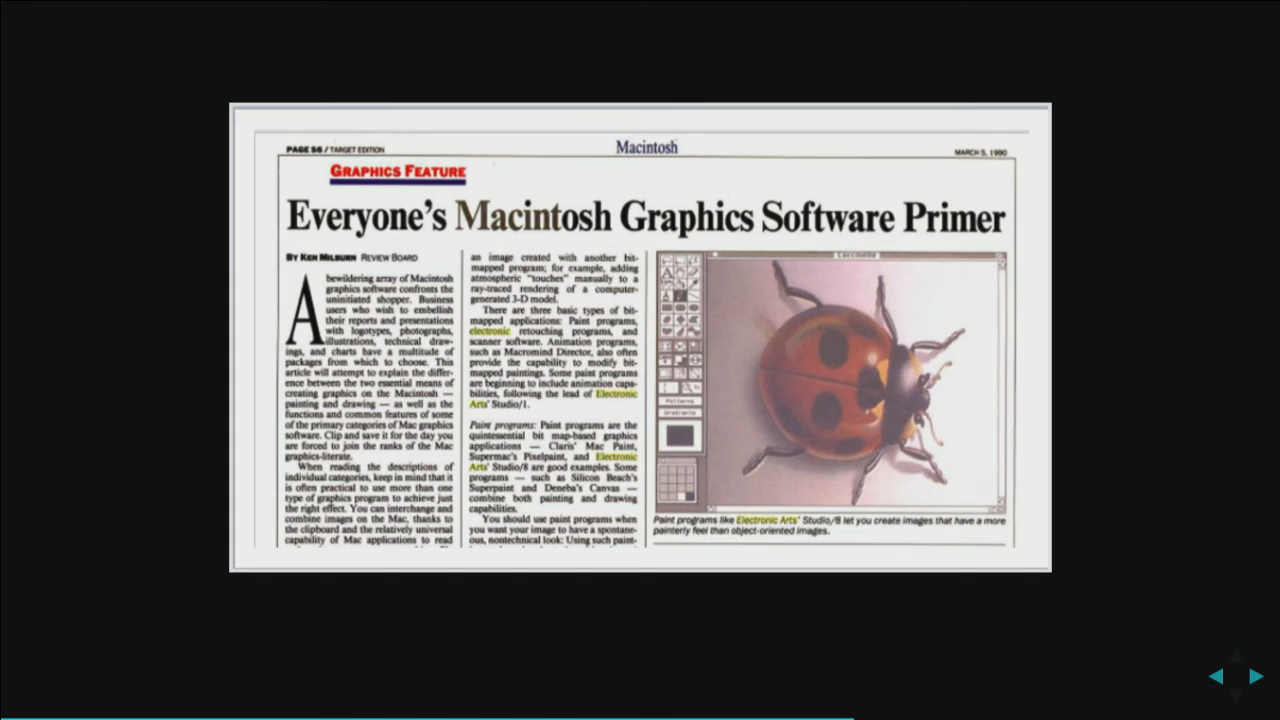 PAGE S6 / TARGET EDITION
Macintosh
MARCH 5, 1990
GRAPHICS FEATURE
Everyone's Macintosh Graphics Software Primer
BY KEN MILBURN REVIEW BOARD
A bewildering array of Macintosh
graphics software confronts the
uninitiated shopper. Business
users who wish to embellish
their reports and presentations
with logotypes, photographs,
illustrations, technical draw-
ings, and charts have a multitude of
packages from which to choose. This
article will attempt to explain the differ-
ence between the two essential means of
creating graphics on the Macintosh —
painting and drawing — as well as the
functions and common features of some
of the primary categories of Mac graphics
software. Clip and save it for the day you
are forced to join the ranks of the Mac
graphics-literate.
When reading the descriptions of
individual categories, keep in mind that it
is often practical to use more than one
type of graphics program to achieve just
the right effect. You can interchange and
combine images on the Mac, thanks to
the clipboard and the relatively universal
capability of Mac applications to read
an image created with another bit-
mapped program; for example, adding
atmospheric "touches" manually to a
ray-traced rendering of a computer-
generated 3-D model.
There are three basic types of bit-
mapped applications: Paint programs,
electronic retouching programs, and
scanner software. Animation programs,
such as Macromind Director, also often
provide the capability to modify bit-
mapped paintings. Some paint programs
are beginning to include animation capa-
bilities, following the lead of Electronic
Arts' Studio/1.
Paint programs: Paint programs are the
quintessential bit map-based graphics
applications — Claris' Mac Paint,
Supermac's Pixelpaint, and Electronic
Arts' Studio/8 are good examples. Some
programs — such as Silicon Beach's
Superpaint and Deneba's Canvas —
combine both painting and drawing
capabilities.
You should use paint programs when
you want your image to have a spontane-
ous, nontechnical look: Using such paint-
Coccinelle
Patterns
Gradients
Paint programs like Electronic Arts' Studio/8 let you create images that have a more
painterly feel than object-oriented images.